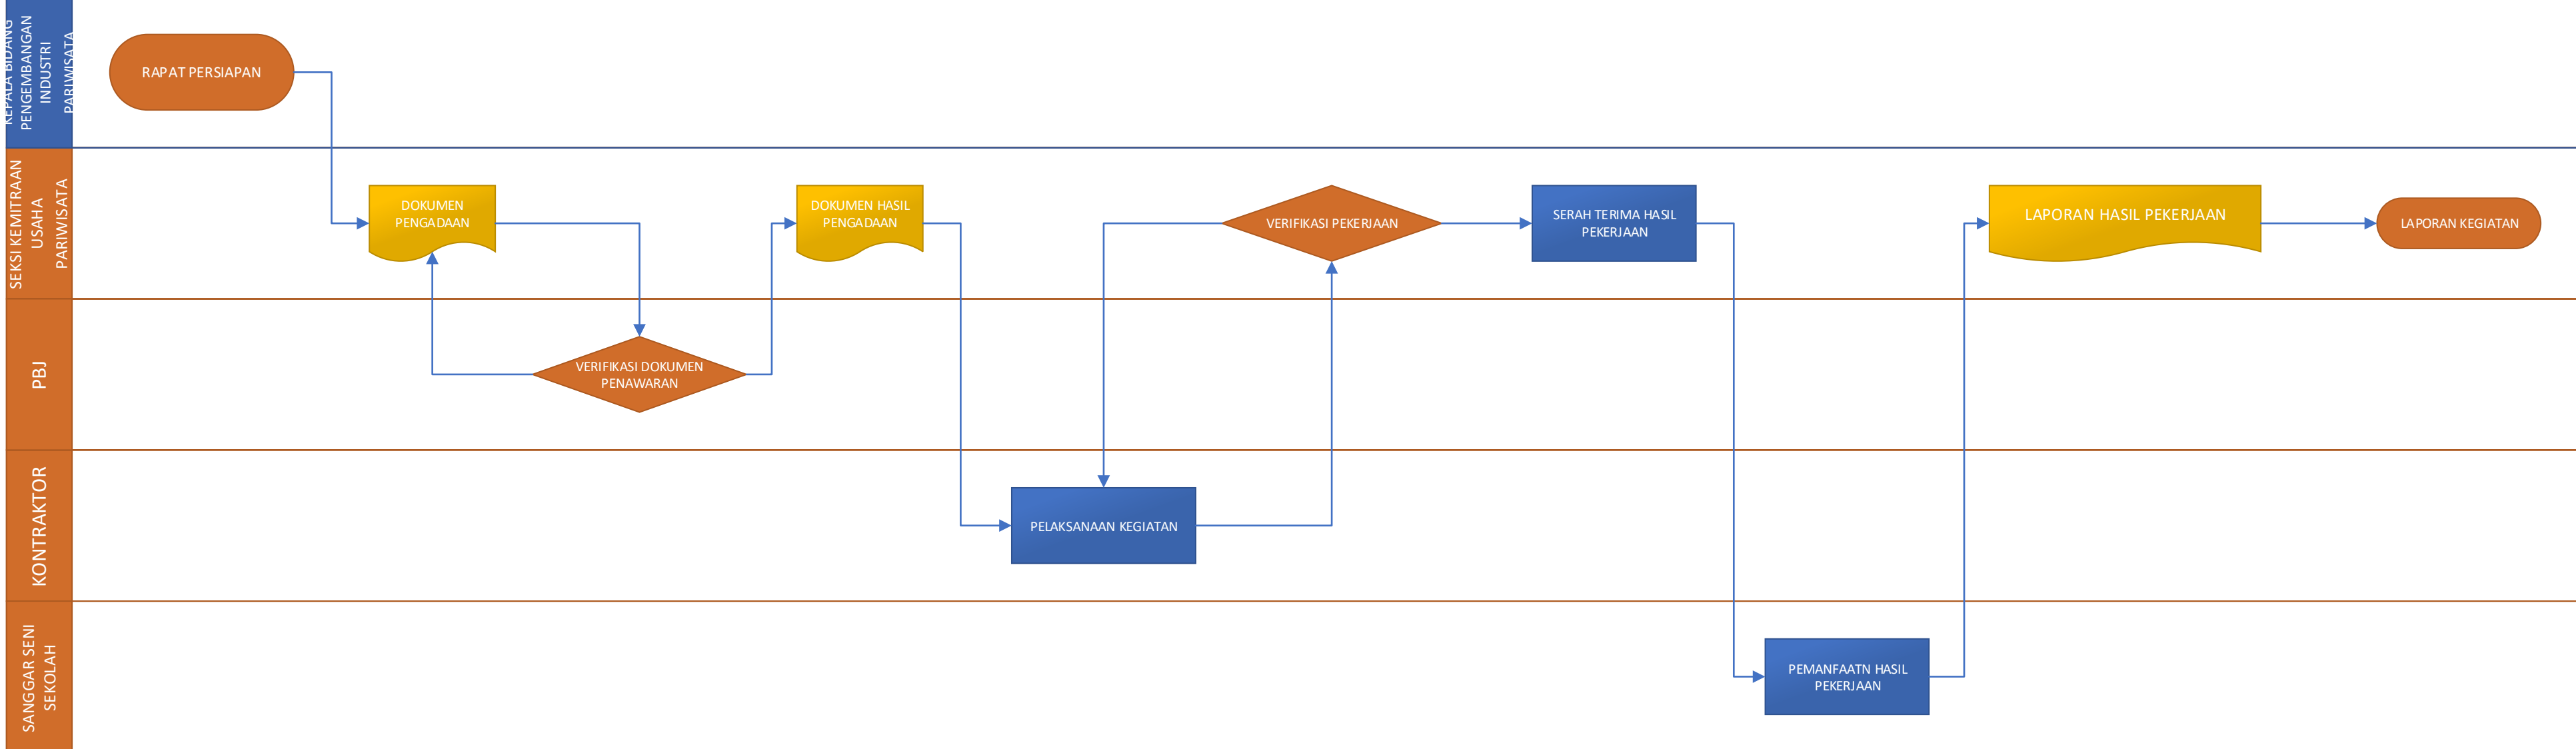 KEPALA BIDANG
PENGEMBANGAN
INDUSTRI
PARIWISATA
RAPAT PERSIAPAN
SEKSI KEMITRAAN
USAHA
PARIWISATA
DOKUMEN
PENGADAAN
DOKUMEN HASIL
PENGADAAN
VERIFIKASI PEKERJAAN
SERAH TERIMA HASIL
PEKERJAAN
LAPORAN HASIL PEKERJAAN
LAPORAN KEGIATAN
PBJ
VERIFIKASI DOKUMEN
PENAWARAN
KONTRAKTOR
PELAKSANAAN KEGIATAN
SANGGAR SENI
SEKOLAH
PEMANFAATN HASIL
PEKERJAAN